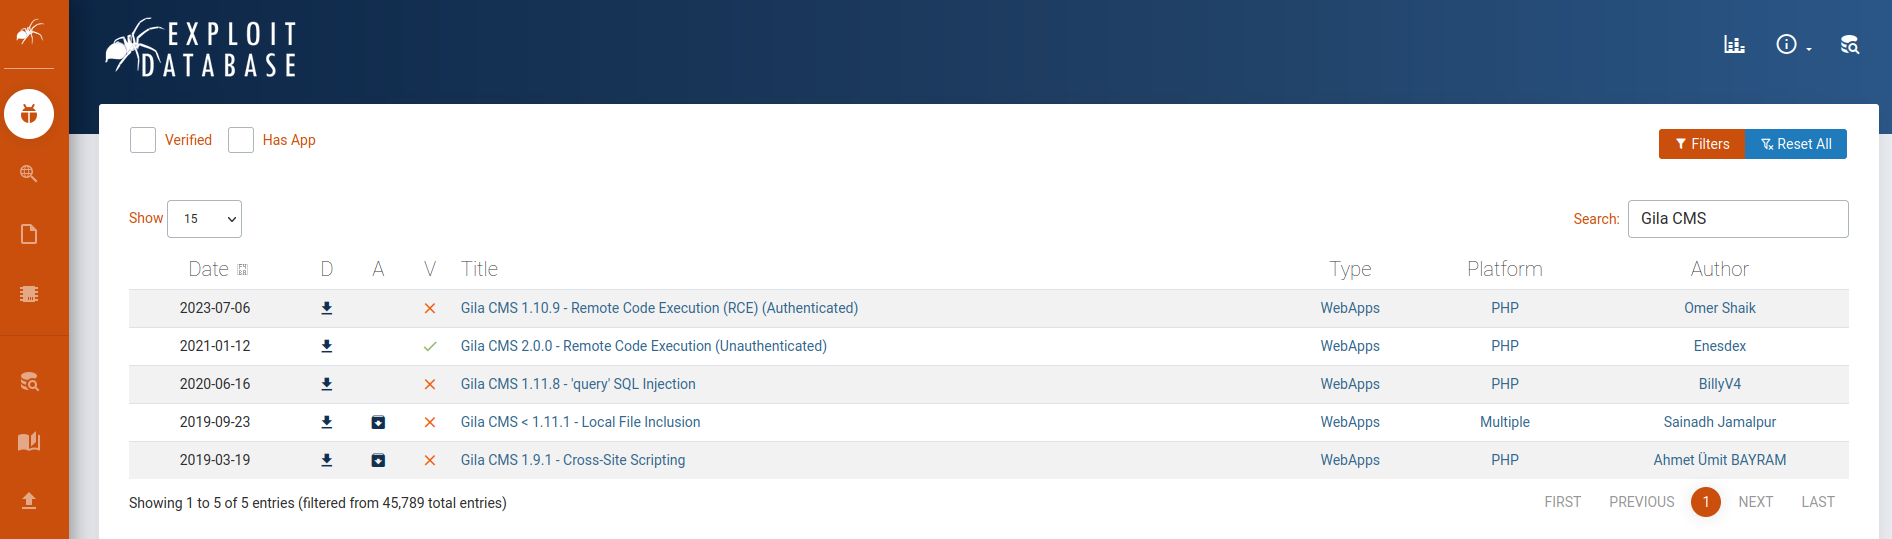 EXPLOIT
DATABASE
Verified Has App
Filters Reset All
Show 15 Search: Gila CMS
Date D A V Title Type Platform Author
2023-07-06 Gila CMS 1.10.9 - Remote Code Execution (RCE) (Authenticated) WebApps PHP Omer Shaik
2021-01-12 Gila CMS 2.0.0 - Remote Code Execution (Unauthenticated) WebApps PHP Enesdex
2020-06-16 Gila CMS 1.11.8 - 'query' SQL Injection WebApps PHP BillyV4
2019-09-23 Gila CMS < 1.11.1 - Local File Inclusion WebApps Multiple Sainadh Jamalpur
2019-03-19 Gila CMS 1.9.1 - Cross-Site Scripting WebApps PHP Ahmet Ümit BAYRAM
Showing 1 to 5 of 5 entries (filtered from 45,789 total entries) FIRST PREVIOUS 1 NEXT LAST